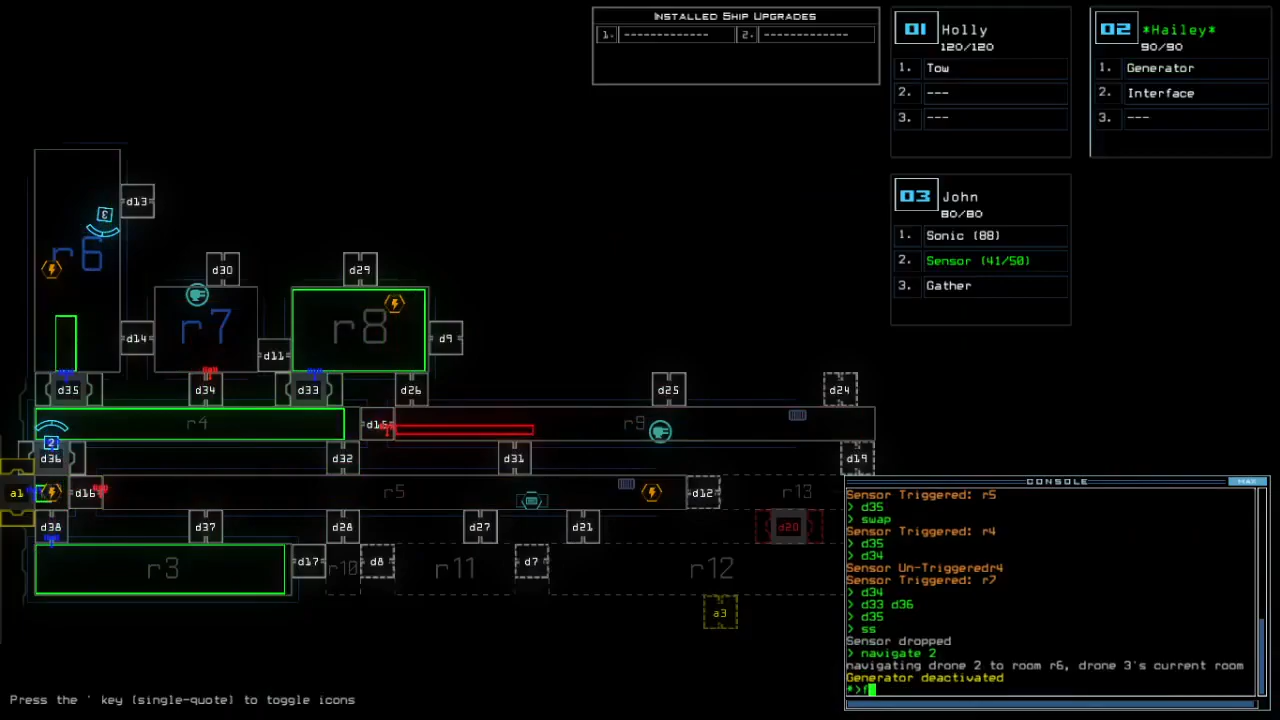 Installed Ship Upgrades
1. ------------- 2. -------------
01 Holly
120/120
1. Tow
2. ---
3. ---
02 *Hailey*
90/90
1. Generator
2. Interface
3. ---
03 John
80/80
1. Sonic (88)
2. Sensor (41/50)
3. Gather
d13
3
r6
d30
d29
r7
r8
d14
d11
d9
d35
d34
d33
d26
d25
d24
r4
d15
r9
2
d36
d32
d31
d19
a1
d16
r5
d12
r13
d38
d37
d28
d27
d21
d20
r3
d17
r10
d8
r11
d7
r12
a3
CONSOLE
MAX
Sensor Triggered: r5
> d35
> swap
Sensor Triggered: r4
> d35
> d34
Sensor Un-Triggeredr4
Sensor Triggered: r7
> d34
> d33 d36
> d35
> ss
Sensor dropped
> navigate 2
navigating drone 2 to room r6, drone 3's current room
Generator deactivated
*>f
Press the ' key (single-quote) to toggle icons